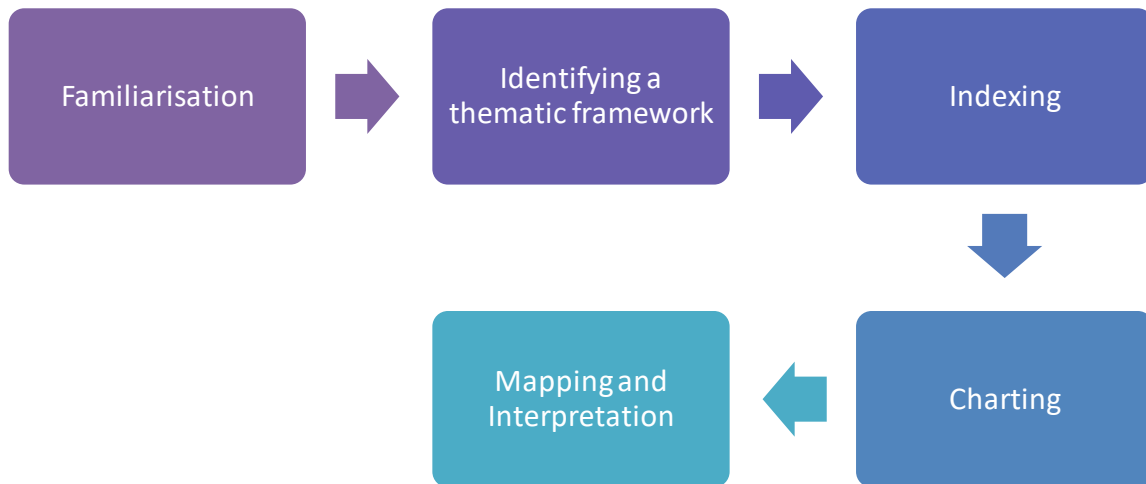 Familiarisation
Identifying a
thematic framework
Indexing
Charting
Mapping and
Interpretation